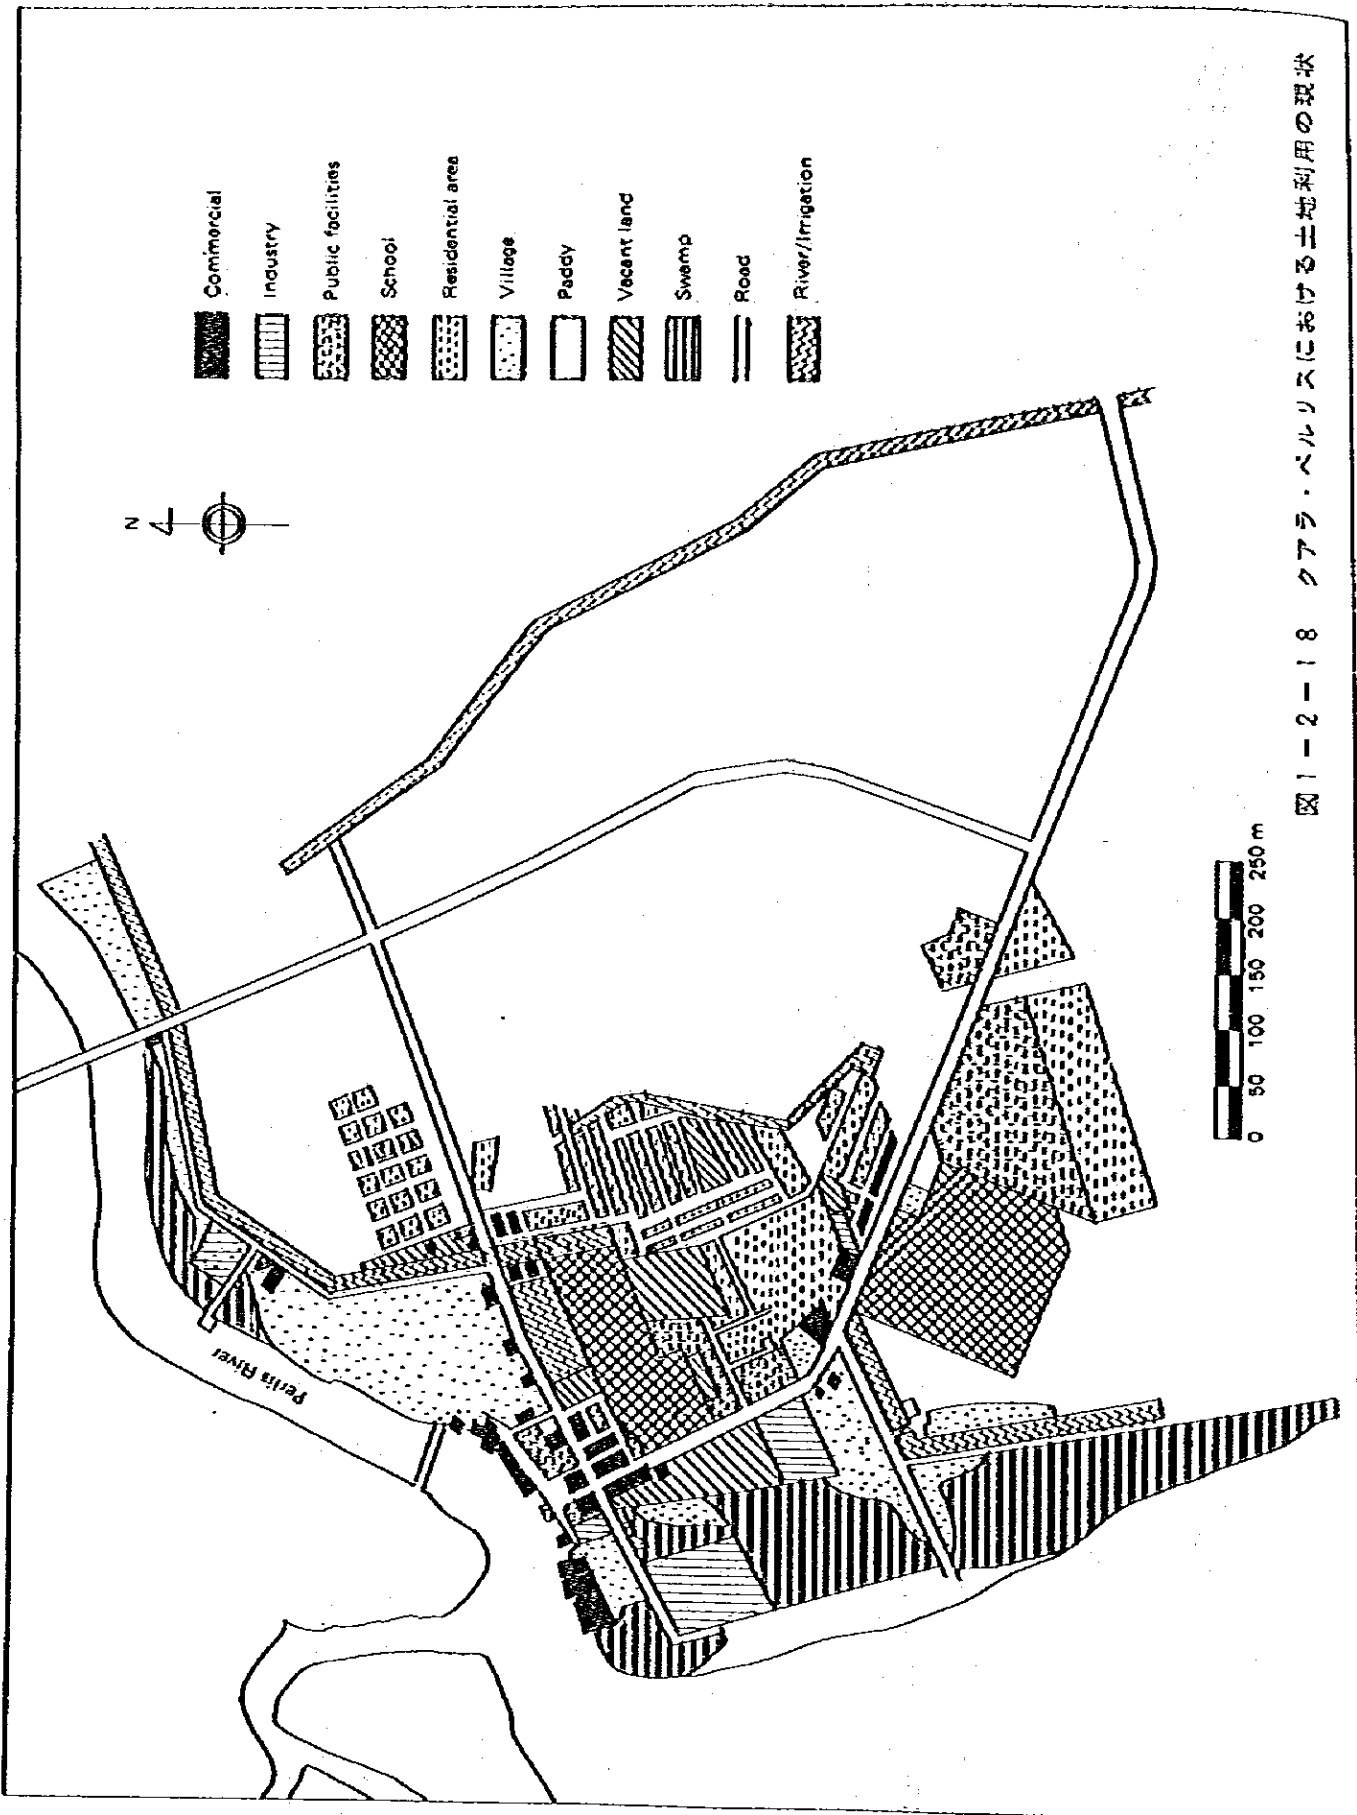 N
Commercial
Industry
Public facilities
School
Residential area
Village
Paddy
Vacant land
Swamp
Road
River/Irrigation
Perlis River
0 50 100 150 200 250 m
図 1-2-18 クアラ・ペルリスにおける土地利用の現状